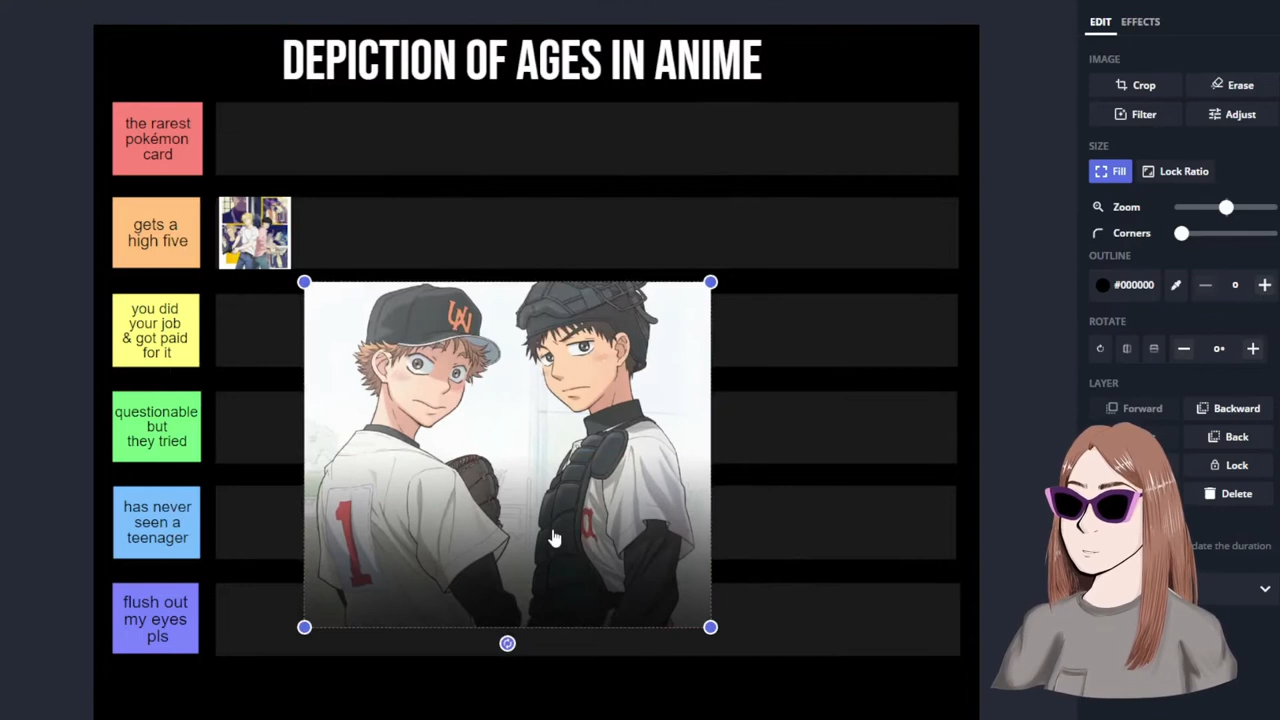 DEPICTION OF AGES IN ANIME
the rarest
pokémon
card
gets a
high five
you did
your job
& got paid
for it
questionable
but
they tried
has never
seen a
teenager
flush out
my eyes
pls
1
EDIT EFFECTS
IMAGE
Crop Erase
Filter Adjust
SIZE
Fill Lock Ratio
Zoom
Corners
OUTLINE
#000000 0
ROTATE
0°
LAYER
Forward Backward
Back
Lock
Delete
date the duration